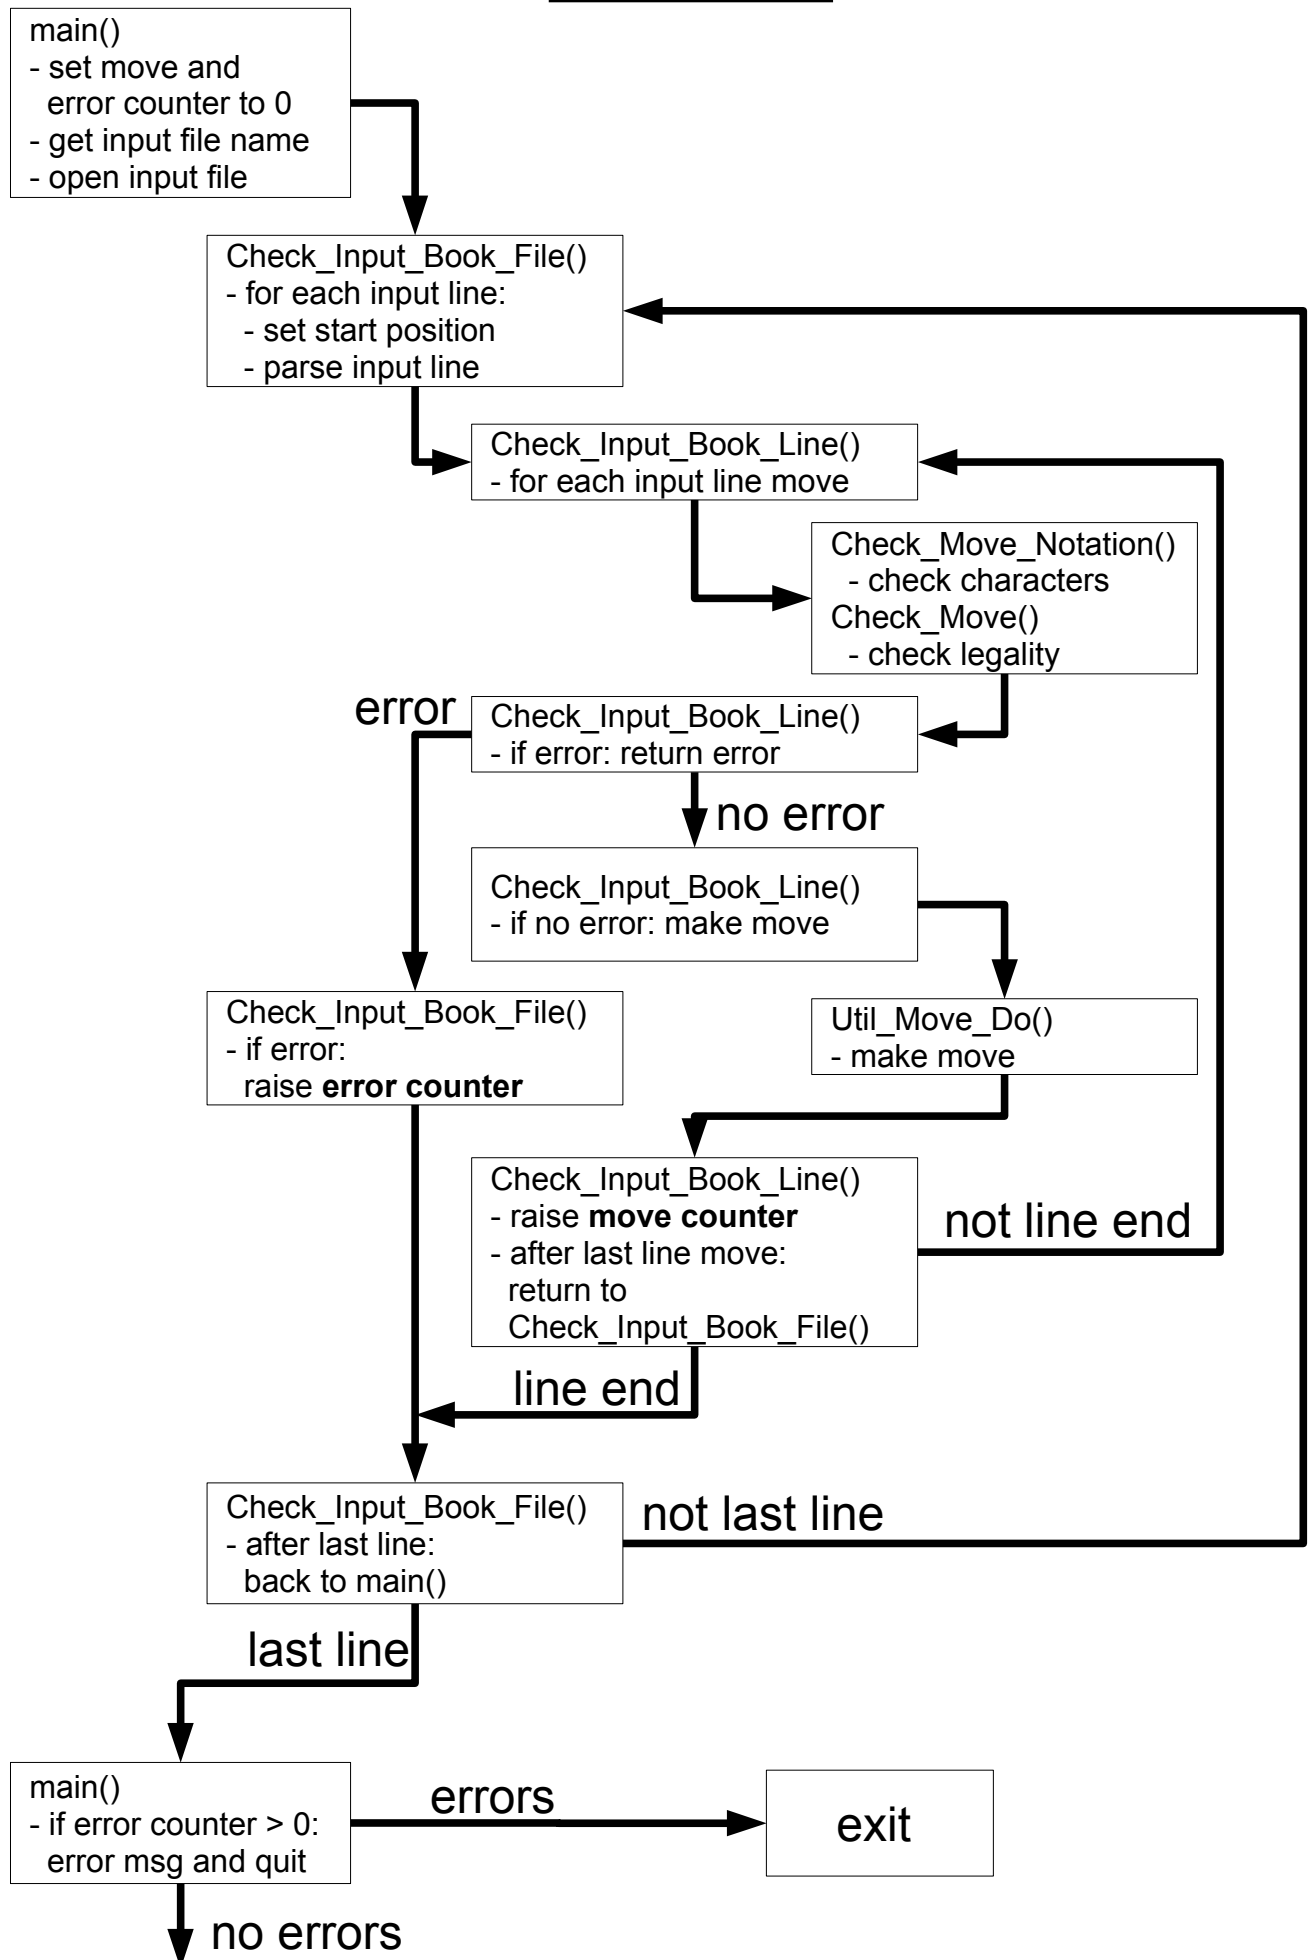 main()
- set move and
error counter to 0
- get input file name
- open input file
Check_Input_Book_File()
- for each input line:
- set start position
- parse input line
Check_Input_Book_Line()
- for each input line move
Check_Move_Notation()
- check characters
Check_Move()
- check legality
error
Check_Input_Book_Line()
- if error: return error
no error
Check_Input_Book_Line()
- if no error: make move
Check_Input_Book_File()
- if error:
raise error counter
Util_Move_Do()
- make move
Check_Input_Book_Line()
- raise move counter
- after last line move:
return to
Check_Input_Book_File()
not line end
line end
Check_Input_Book_File()
- after last line:
back to main()
not last line
last line
main()
- if error counter > 0:
error msg and quit
errors
exit
no errors